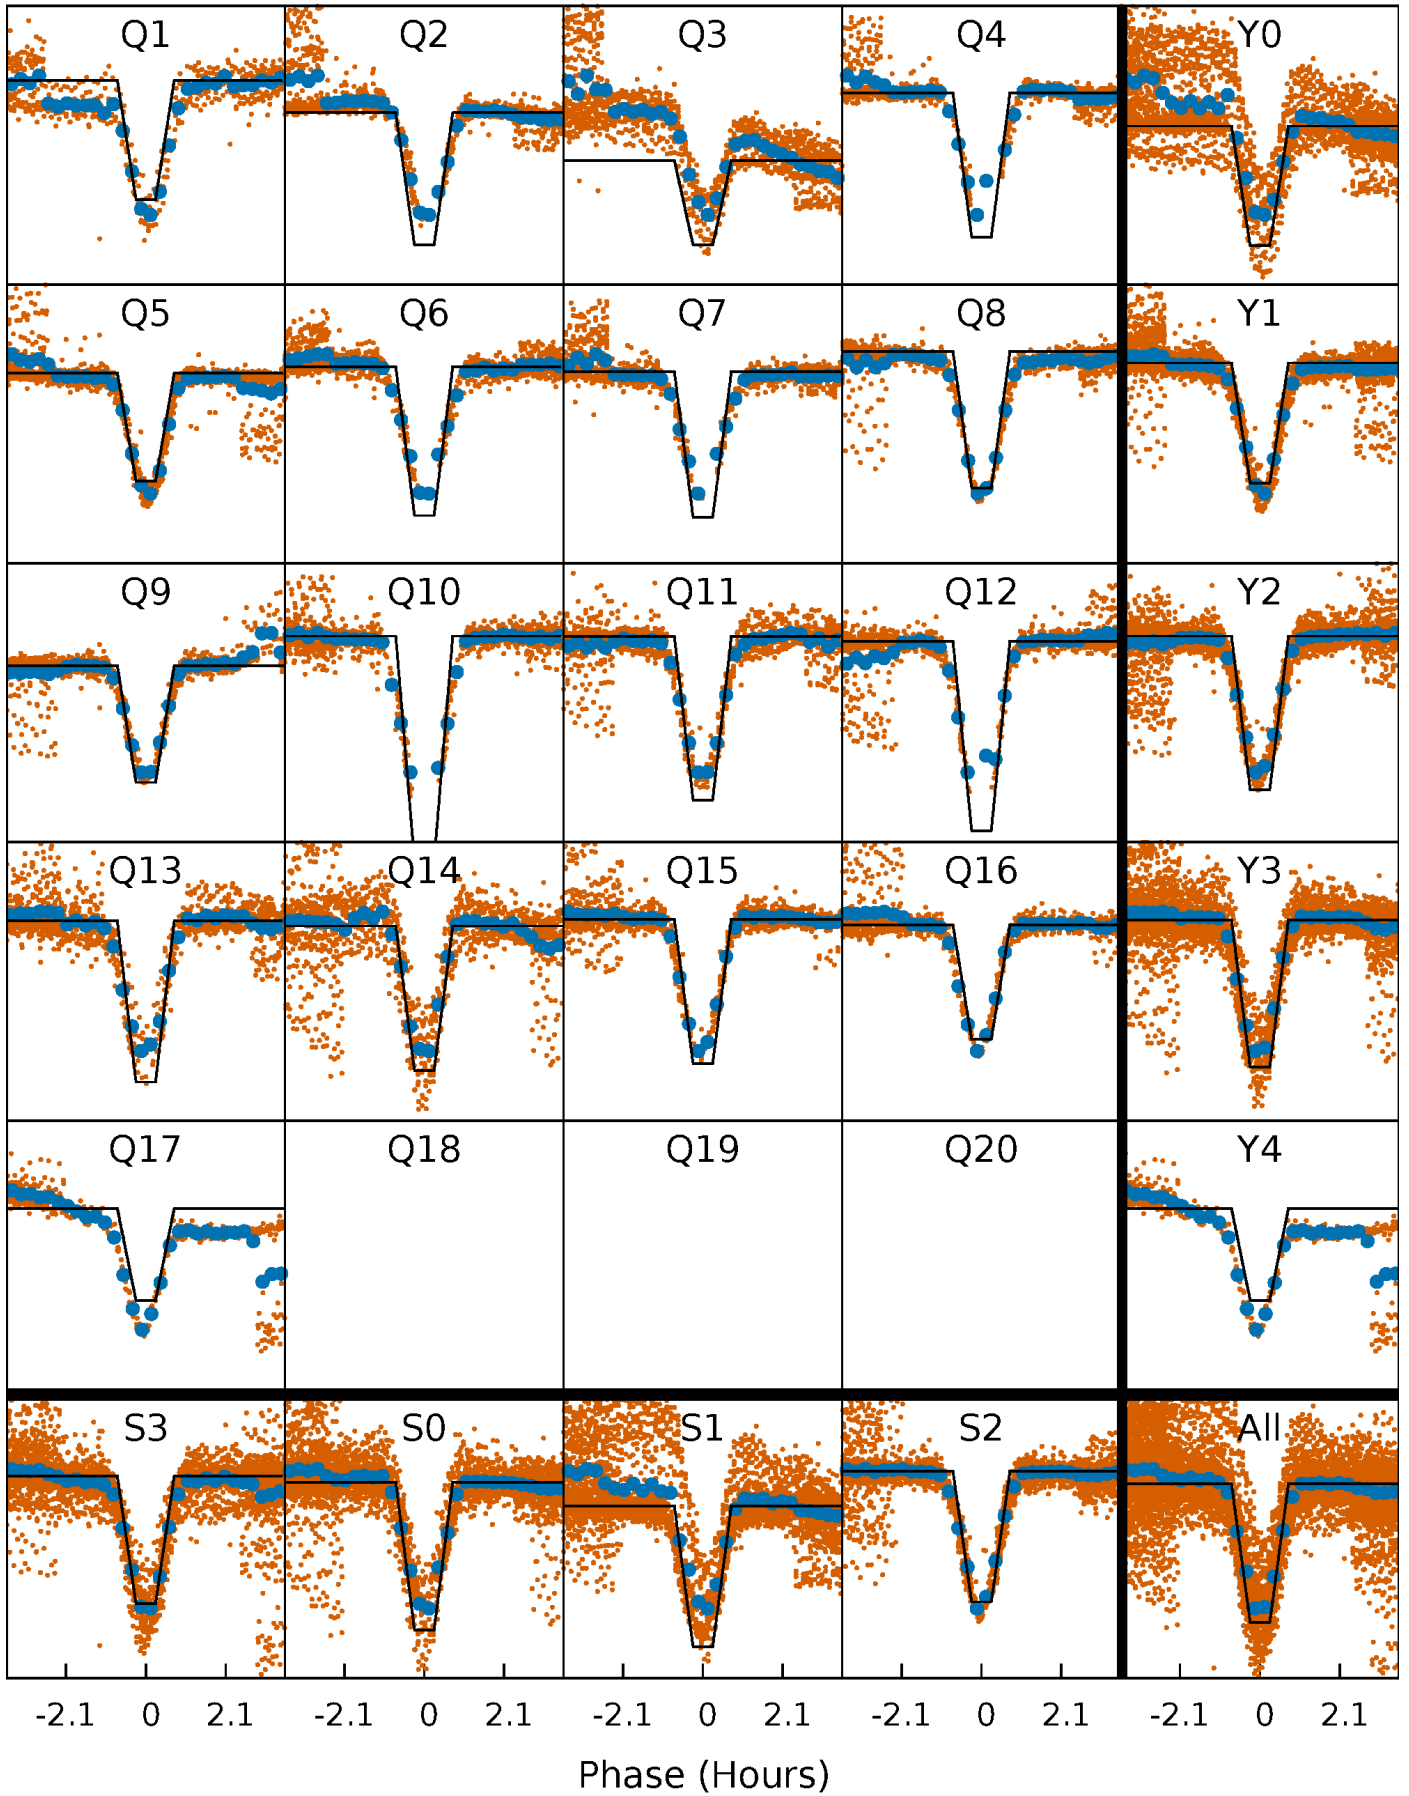 Q1 Q2 Q3 Q4 Y0
Q5 Q6 Q7 Q8 Y1
Q9 Q10 Q11 Q12 Y2
Q13 Q14 Q15 Q16 Y3
Q17 Q18 Q19 Q20 Y4
S3 S0 S1 S2 All
-2.1 0 2.1 -2.1 0 2.1 -2.1 0 2.1 -2.1 0 2.1 -2.1 0 2.1
Phase (Hours)